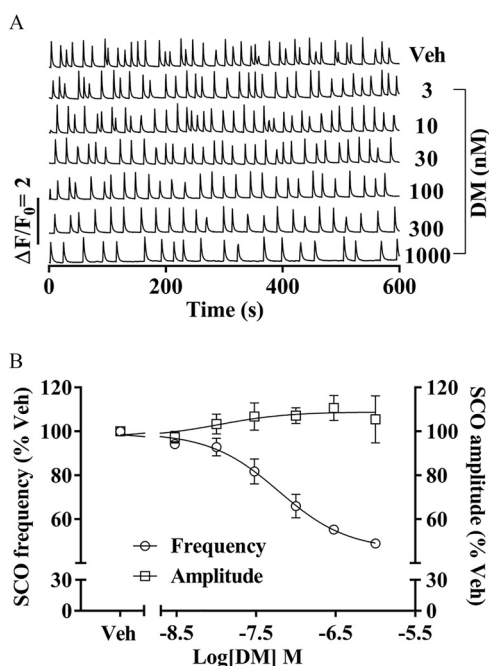 A
Veh
3
10
30
100
300
1000
DM (nM)
ΔF/F0= 2
0 200 400 600
Time (s)
B
120 100 80 60 30 0
SCO frequency (% Veh)
120 100 80 60 30 0
SCO amplitude (% Veh)
Frequency
Amplitude
Veh -8.5 -7.5 -6.5 -5.5
Log[DM] M